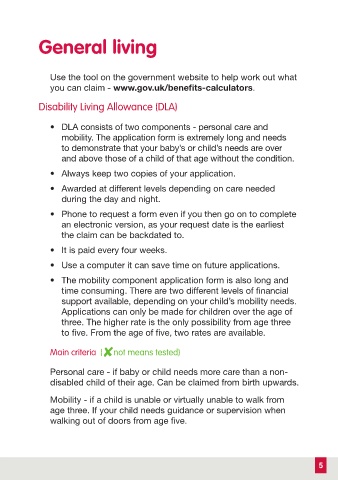 General living
Use the tool on the government website to help work out what
you can claim - www.gov.uk/benefits-calculators.
Disability Living Allowance (DLA)
• DLA consists of two components - personal care and
mobility. The application form is extremely long and needs
to demonstrate that your baby's or child's needs are over
and above those of a child of that age without the condition.
• Always keep two copies of your application.
• Awarded at different levels depending on care needed
during the day and night.
• Phone to request a form even if you then go on to complete
an electronic version, as your request date is the earliest
the claim can be backdated to.
• It is paid every four weeks.
• Use a computer it can save time on future applications.
• The mobility component application form is also long and
time consuming. There are two different levels of financial
support available, depending on your child's mobility needs.
Applications can only be made for children over the age of
three. The higher rate is the only possibility from age three
to five. From the age of five, two rates are available.
Main criteria (✘not means tested)
Personal care - if baby or child needs more care than a non-
disabled child of their age. Can be claimed from birth upwards.
Mobility - if a child is unable or virtually unable to walk from
age three. If your child needs guidance or supervision when
walking out of doors from age five.
5